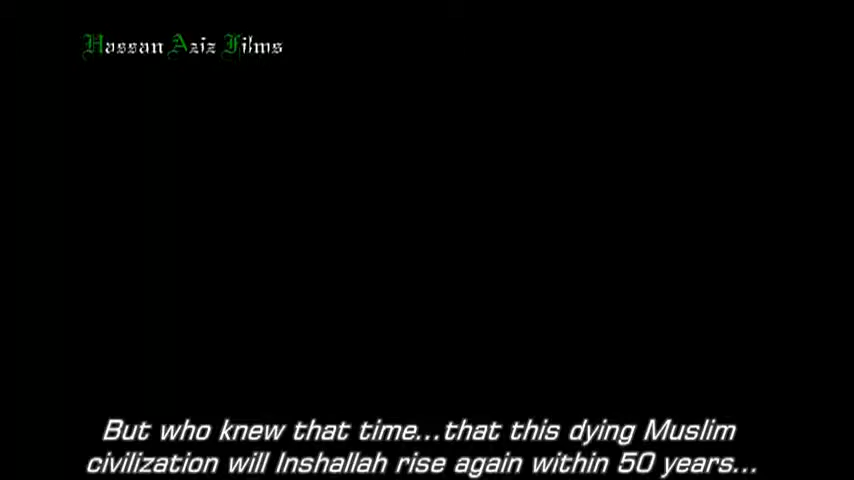 Hassan Aziz Films
But who knew that time...that this dying Muslim
civilization will Inshallah rise again within 50 years...